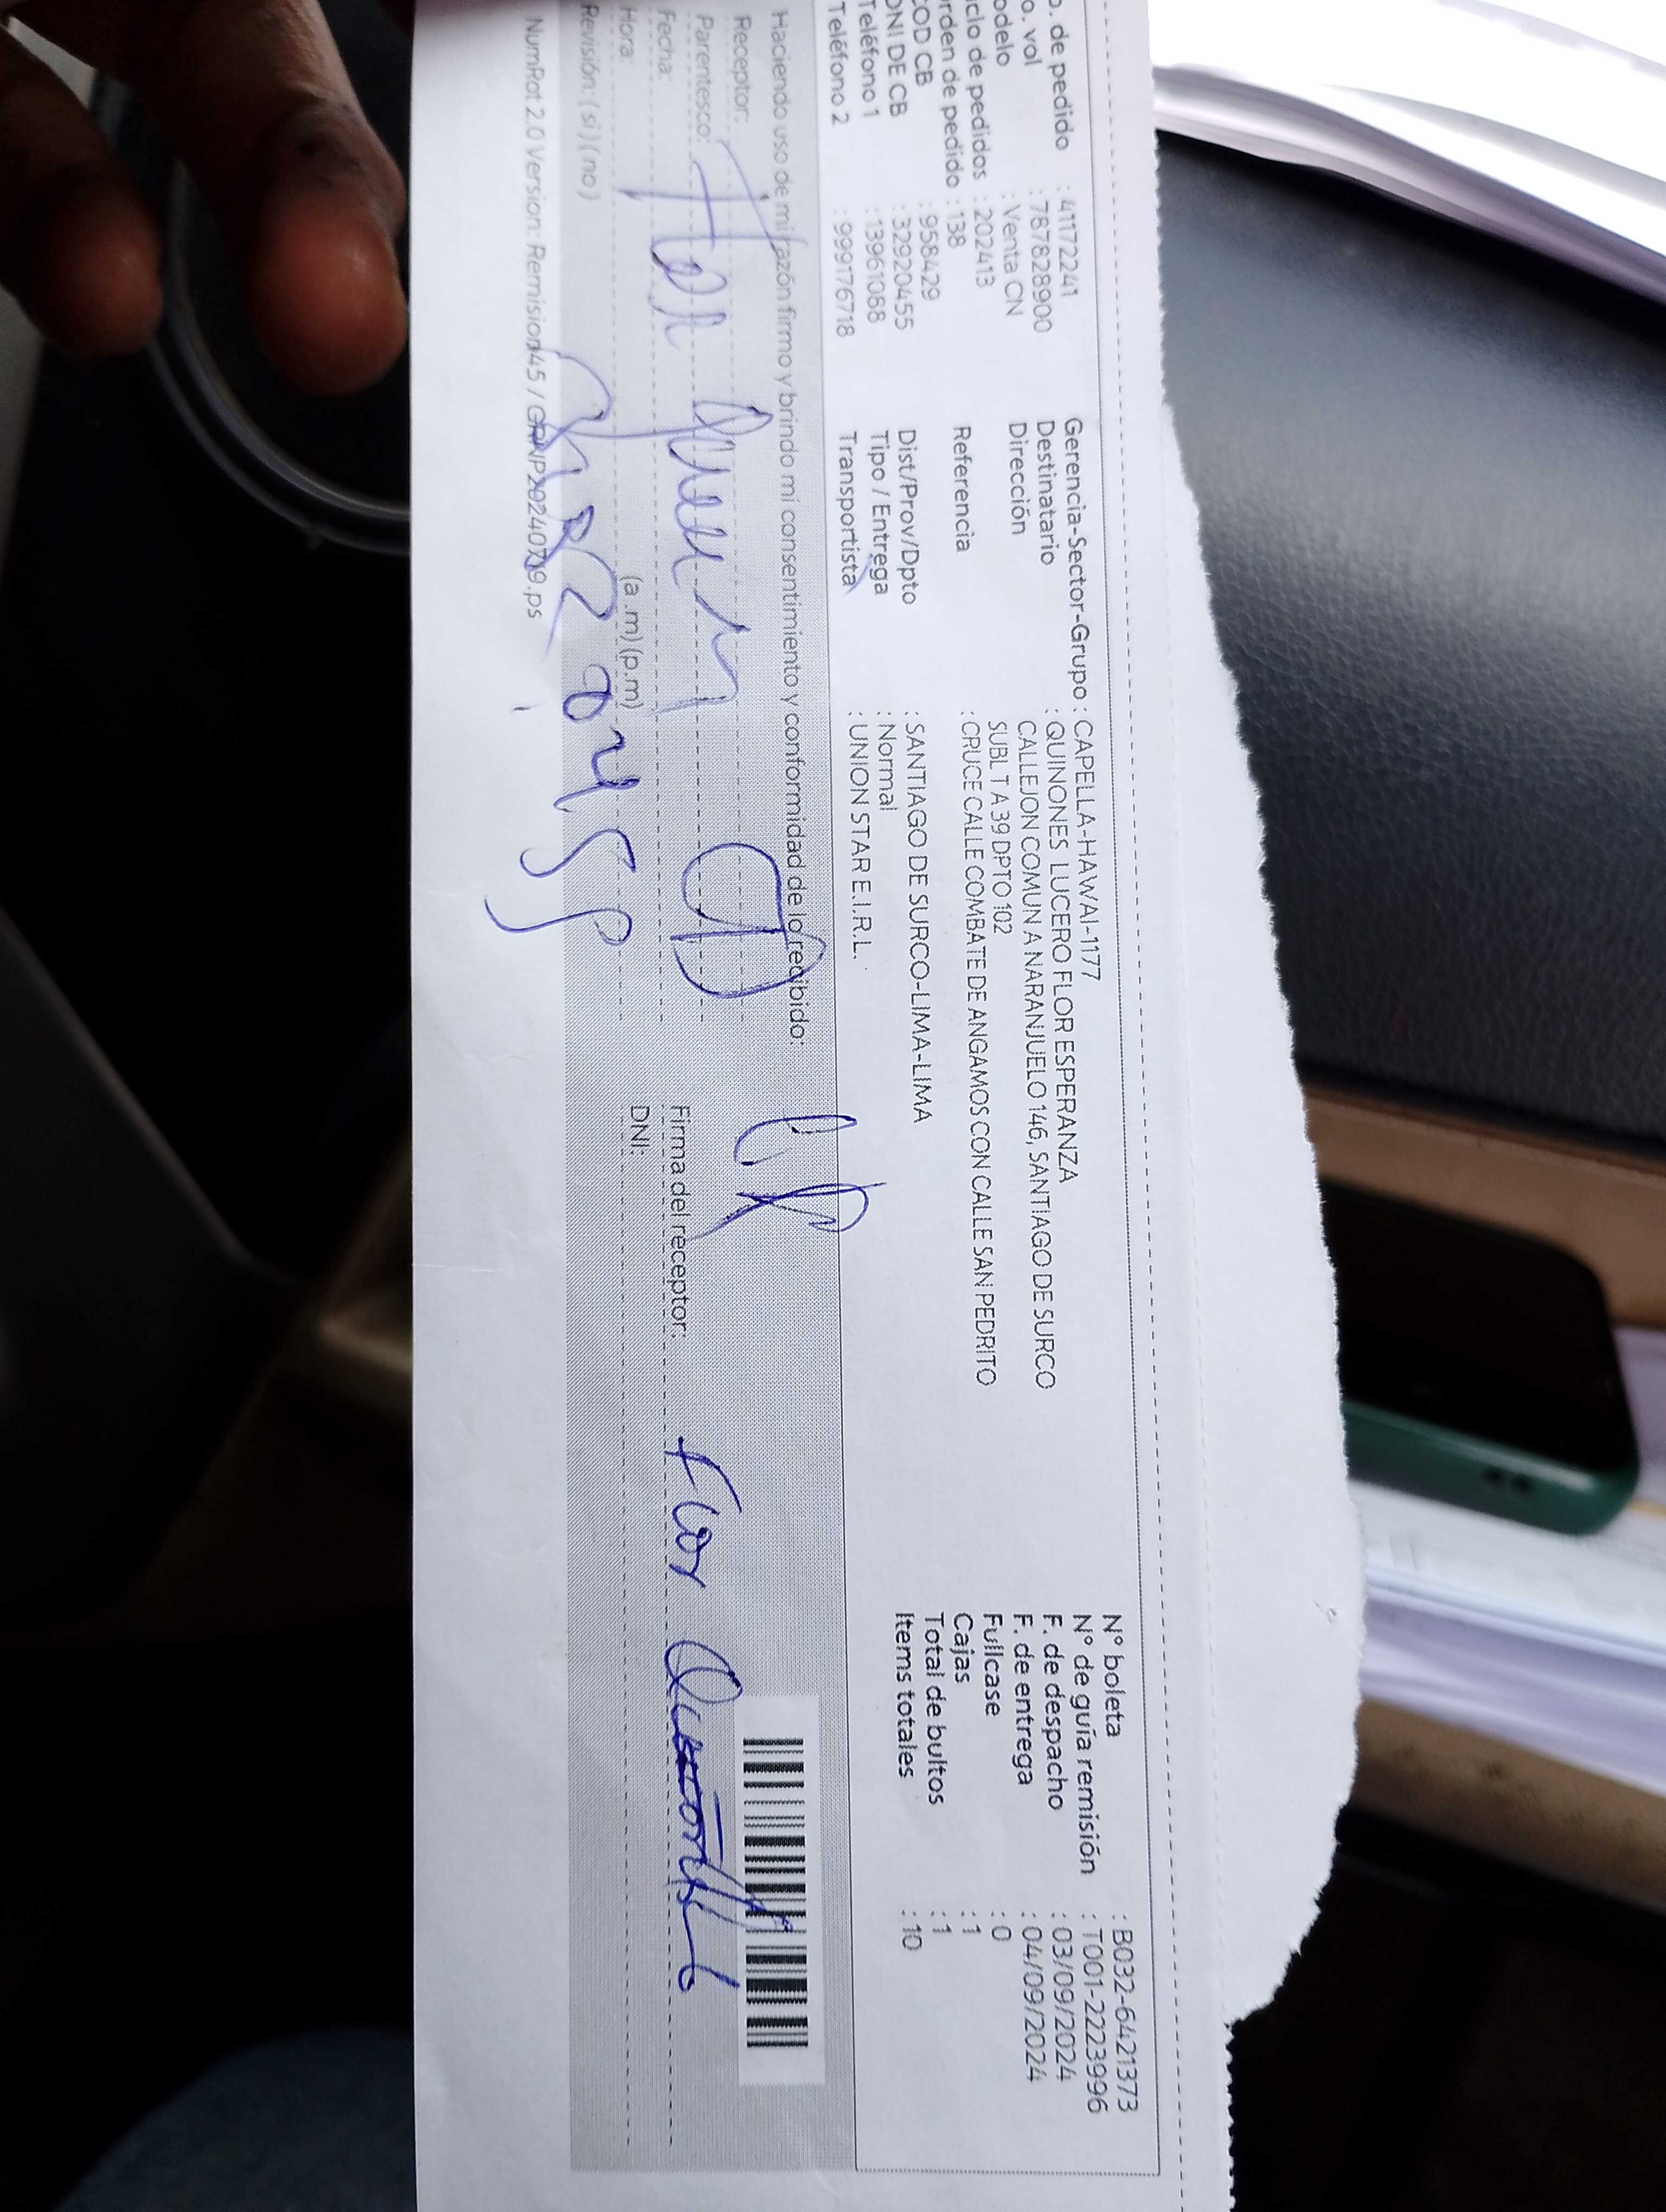 o. de pedido : 41172241
o. vol : 787828900
odelo : Venta CN
iclo de pedidos : 202413
rden de pedido : 138
COD CB : 958429
DNI DE CB : 32920455
Teléfono 1 : 13961088
Teléfono 2 : 999176718
Gerencia-Sector-Grupo : CAPELLA-HAWAI-1177
Destinatario : QUINONES LUCERO FLOR ESPERANZA
Dirección CALLEJON COMUN A NARANJUELO 146, SANTIAGO DE SURCO
SUBLT A 39 DPTO 102
Referencia : CRUCE CALLE COMBATE DE ANGAMOS CON CALLE SAN PEDRITO
Dist/Prov/Dpto : SANTIAGO DE SURCO-LIMA-LIMA
Tipo / Entrega : Normal
Transportista : UNION STAR E.I.R.L.
N° boleta : B032-6421373
N° de guía remisión : T001-2223996
F. de despacho : 03/09/2024
F. de entrega : 04/09/2024
Fullcase : 0
Cajas : 1
Total de bultos : 1
Items totales : 10
Haciendo uso de mi razón firmo y brindo mi consentimiento y conformidad de lo recibido:
Receptor:
Parentesco:
Fecha:
Hora: (a.m) (p.m)
Revisión: ( si ) ( no )
Firma del receptor: Flor
DNI:
NumRot 2.0 Version: Remision45 / GRNP20240719.ps